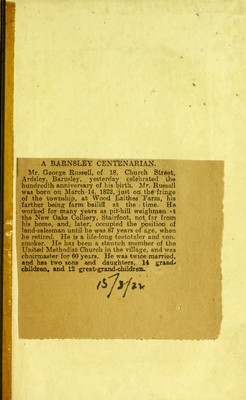 A BARNSLEY CENTENARIAN.
Mr. George Russell, of 18, Church Street,
Ardsley, Barnsley, yesterday celebrated the
hundredth anniversary of his birth. Mr. Russell
was born on March 14, 1822, just on the fringe
of the township, at Wood Laithes Farm, his
farther being farm bailiff at the time. He
worked for many years as pit-hill weighman at
the New Oaks Colliery, Stairfoot, not far from
his home, and, later, occupied the position of
land-salesman until he was 87 years of age, when
he retired. He is a life-long teetotaler and non-
smoker. He has been a staunch member of the
United Methodist Church in the village, and was
choirmaster for 60 years. He was twice married,
and has two sons and daughters, 14 grand-
children, and 12 great-grand-children.
15/3/22